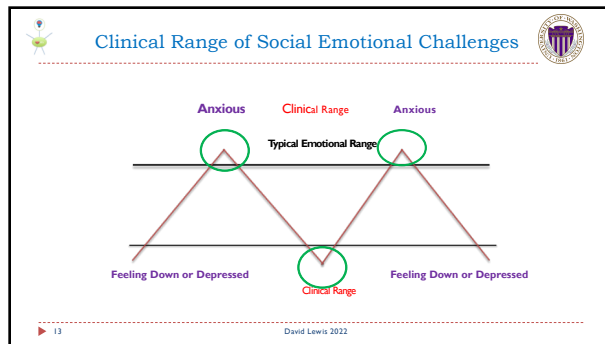 Clinical Range of Social Emotional Challenges
Anxious Clinical Range Anxious
Typical Emotional Range
Feeling Down or Depressed Feeling Down or Depressed
Clinical Range
13 David Lewis 2022